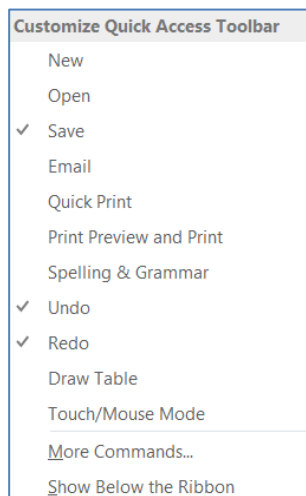 Customize Quick Access Toolbar
New
Open
Save
Email
Quick Print
Print Preview and Print
Spelling & Grammar
Undo
Redo
Draw Table
Touch/Mouse Mode
More Commands...
Show Below the Ribbon